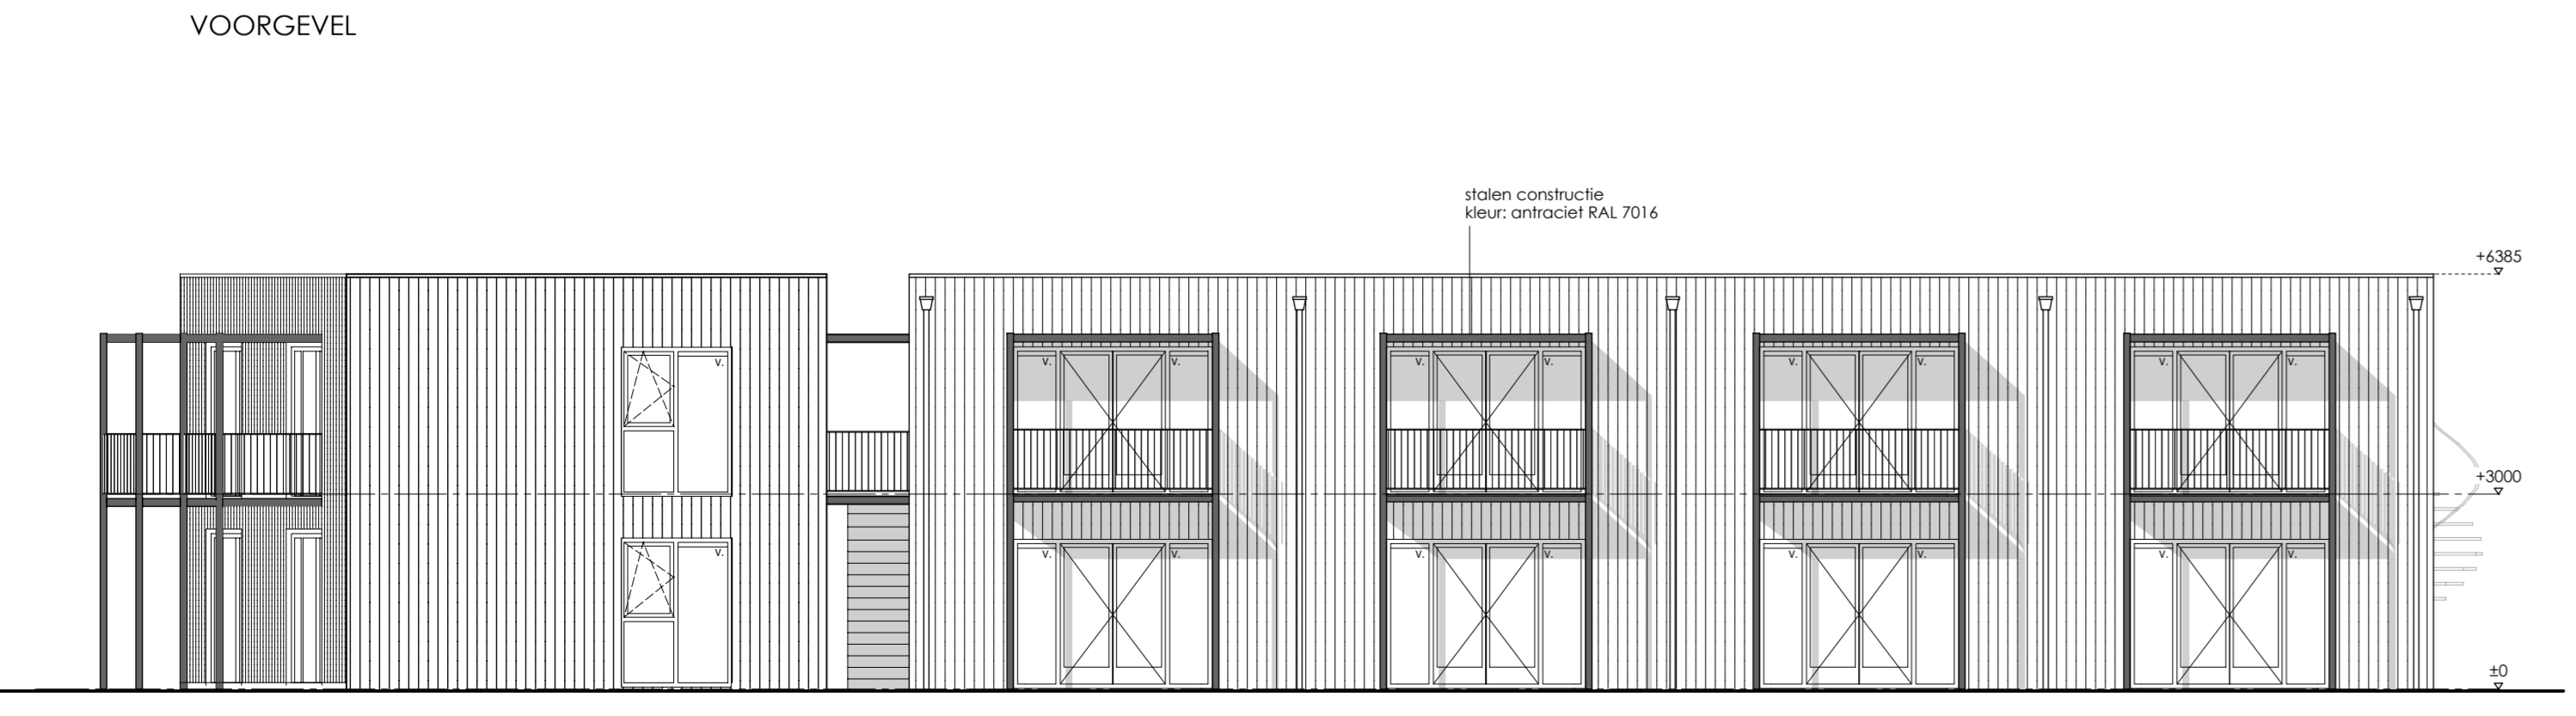 VOORGEVEL
stalen constructie
kleur: antraciet RAL 7016
+6385
v.
v. v.
v. v.
v. v.
v. v.
+3000
v.
v. v.
v. v.
v. v.
v. v.
±0